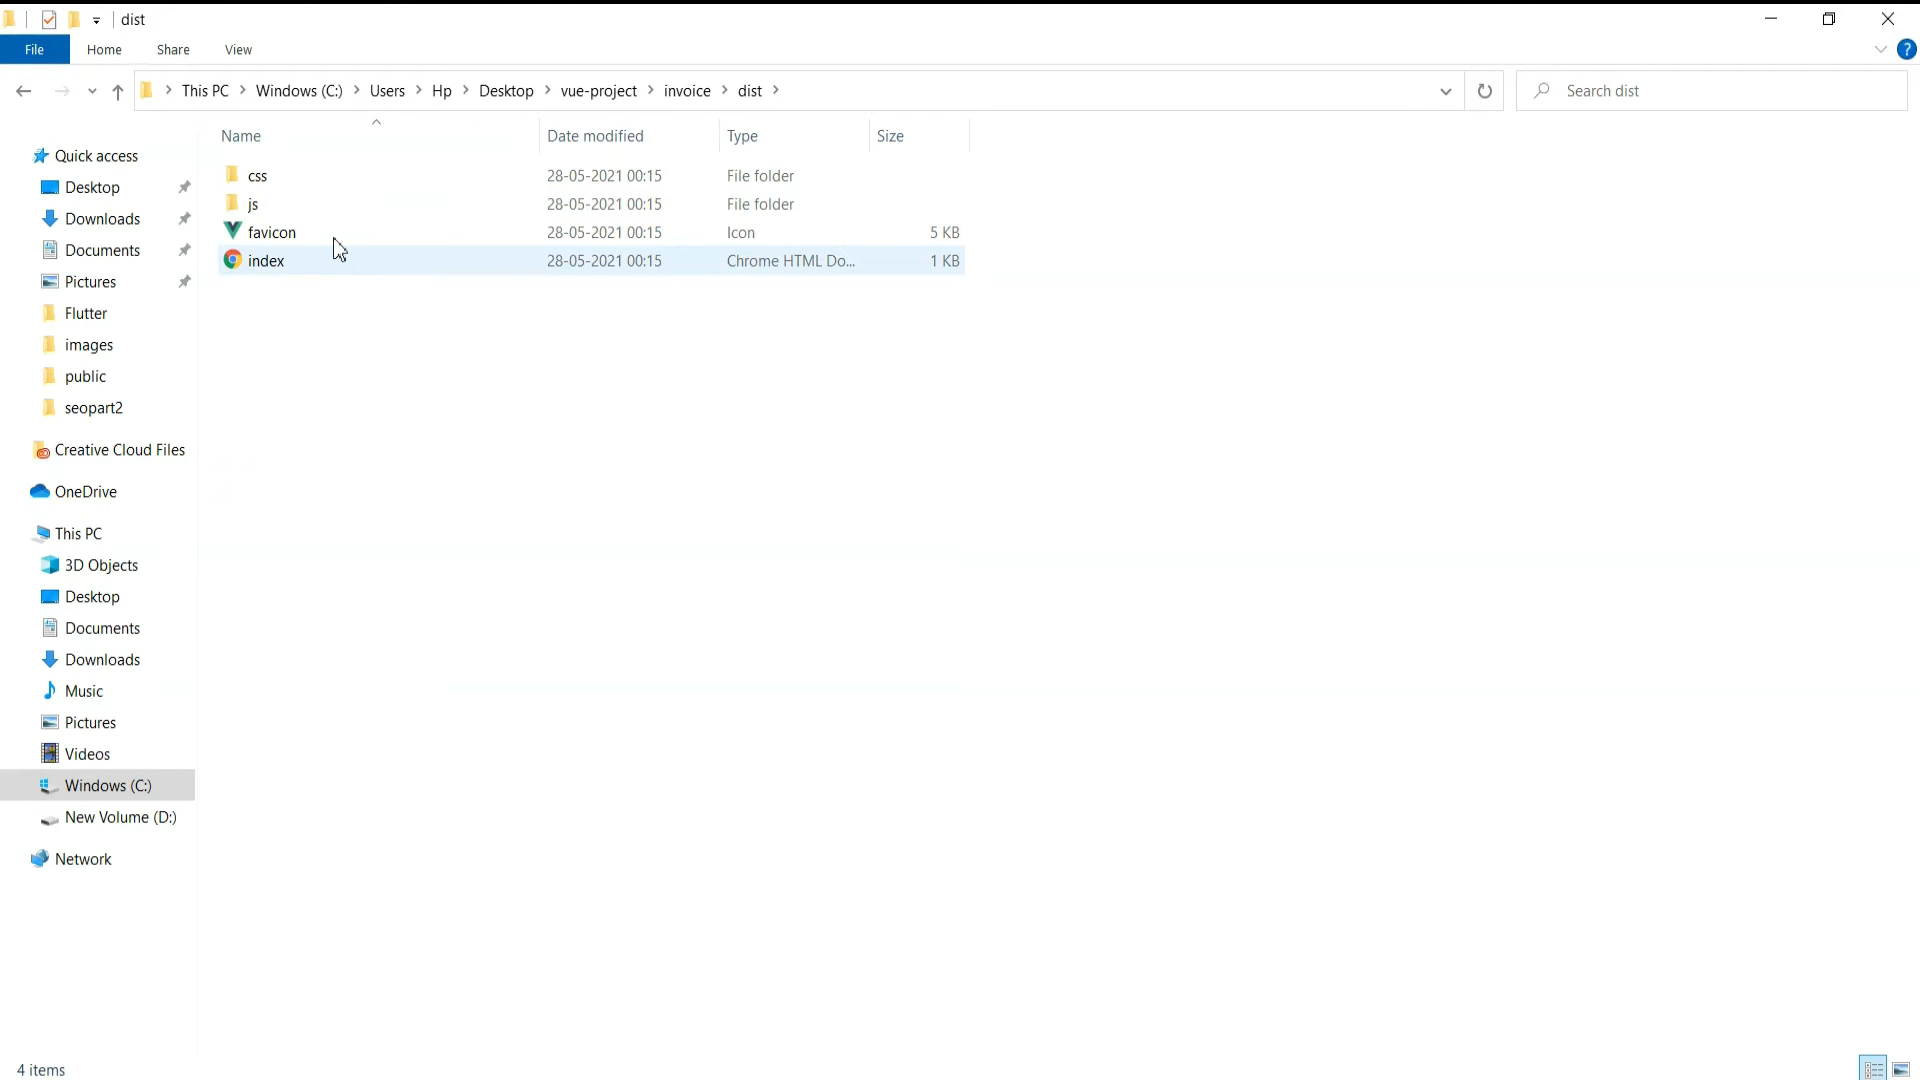 dist
File Home Share View
This PC Windows (C:) Users Hp Desktop vue-project invoice dist
Search dist
Name Date modified Type Size
css 28-05-2021 00:15 File folder
js 28-05-2021 00:15 File folder
favicon 28-05-2021 00:15 Icon 5 KB
index 28-05-2021 00:15 Chrome HTML Do... 1 KB
Quick access
Desktop
Downloads
Documents
Pictures
Flutter
images
public
seopart2
Creative Cloud Files
OneDrive
This PC
3D Objects
Desktop
Documents
Downloads
Music
Pictures
Videos
Windows (C:)
New Volume (D:)
Network
4 items